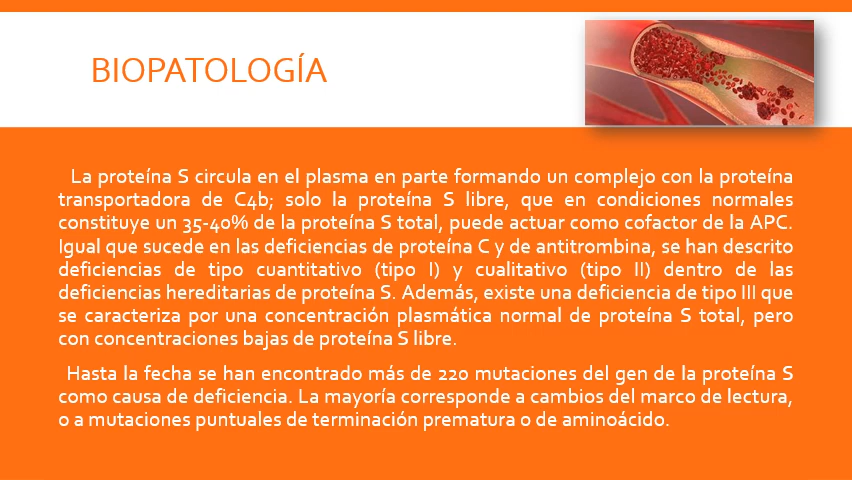 BIOPATOLOGÍA
La proteína S circula en el plasma en parte formando un complejo con la proteína
transportadora de C4b; solo la proteína S libre, que en condiciones normales
constituye un 35-40% de la proteína S total, puede actuar como cofactor de la APC.
Igual que sucede en las deficiencias de proteína C y de antitrombina, se han descrito
deficiencias de tipo cuantitativo (tipo I) y cualitativo (tipo II) dentro de las
deficiencias hereditarias de proteína S. Además, existe una deficiencia de tipo III que
se caracteriza por una concentración plasmática normal de proteína S total, pero
con concentraciones bajas de proteína S libre.
Hasta la fecha se han encontrado más de 220 mutaciones del gen de la proteína S
como causa de deficiencia. La mayoría corresponde a cambios del marco de lectura,
o a mutaciones puntuales de terminación prematura o de aminoácido.